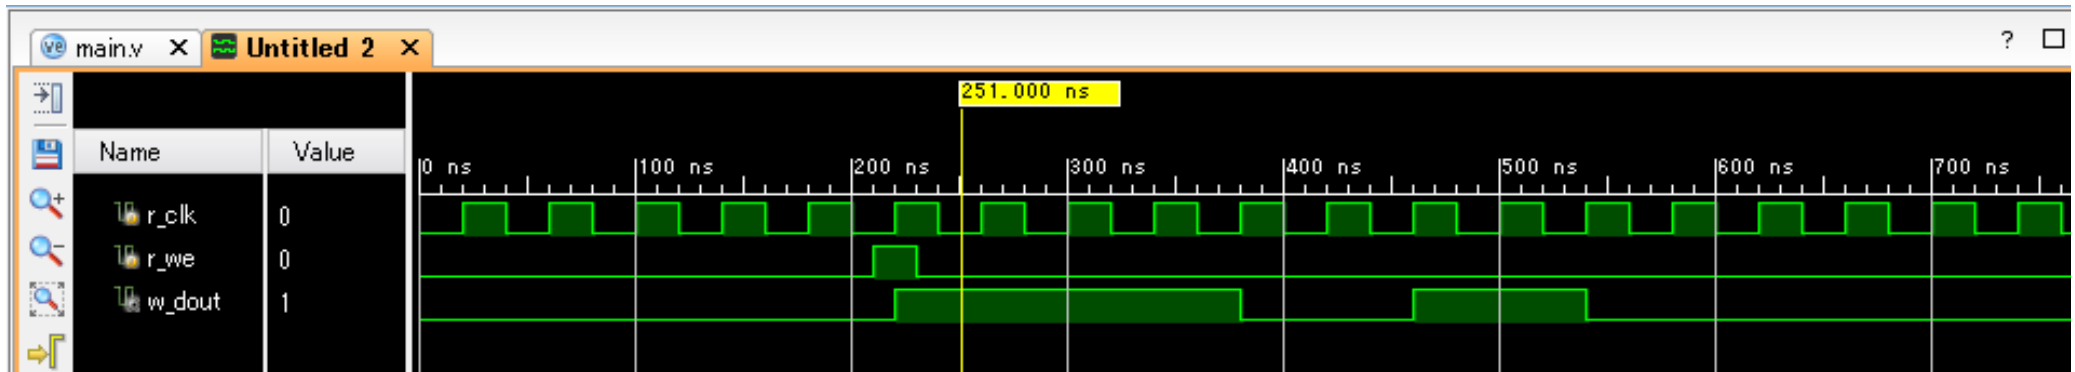 main.v Untitled 2 ?
251.000 ns
Name Value
0 ns 100 ns 200 ns 300 ns 400 ns 500 ns 600 ns 700 ns
r_clk 0
r_we 0
w_dout 1